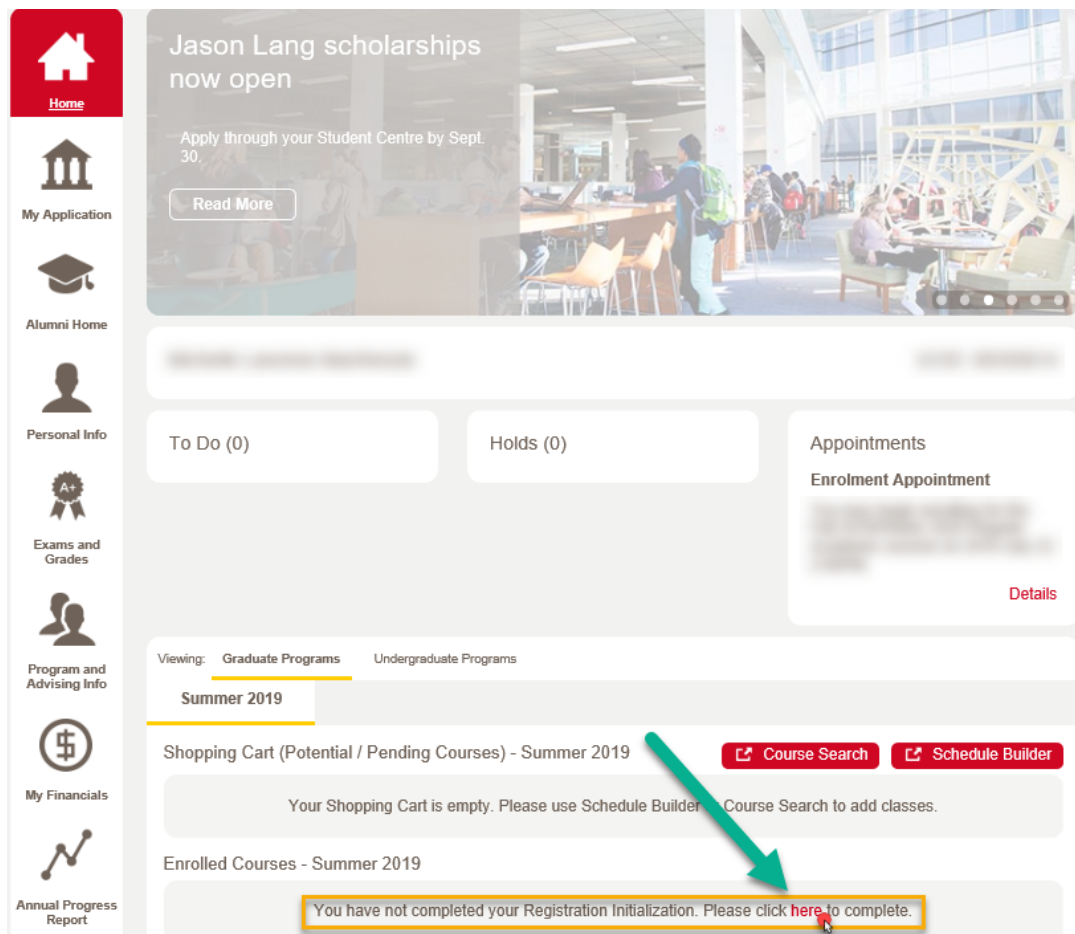 Home
My Application
Alumni Home
Personal Info
A+
Exams and
Grades
Program and
Advising Info
$
My Financials
Annual Progress
Report
Jason Lang scholarships
now open
Apply through your Student Centre by Sept.
30.
Read More
To Do (0)
Holds (0)
Appointments
Enrolment Appointment
Details
Viewing: Graduate Programs Undergraduate Programs
Summer 2019
Shopping Cart (Potential / Pending Courses) - Summer 2019
Course Search
Schedule Builder
Your Shopping Cart is empty. Please use Schedule Builder Course Search to add classes.
Enrolled Courses - Summer 2019
You have not completed your Registration Initialization. Please click here to complete.